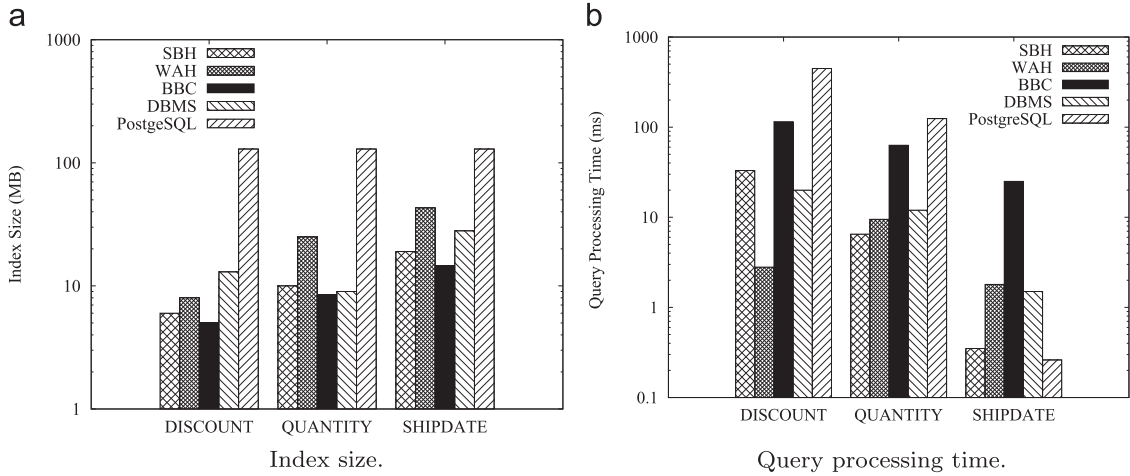 a
1000
100
10
1
Index Size (MB)
SBH
WAH
BBC
DBMS
PostgeSQL
DISCOUNT QUANTITY SHIPDATE
Index size.
b
1000
100
10
1
0.1
Query Processing Time (ms)
SBH
WAH
BBC
DBMS
PostgreSQL
DISCOUNT QUANTITY SHIPDATE
Query processing time.